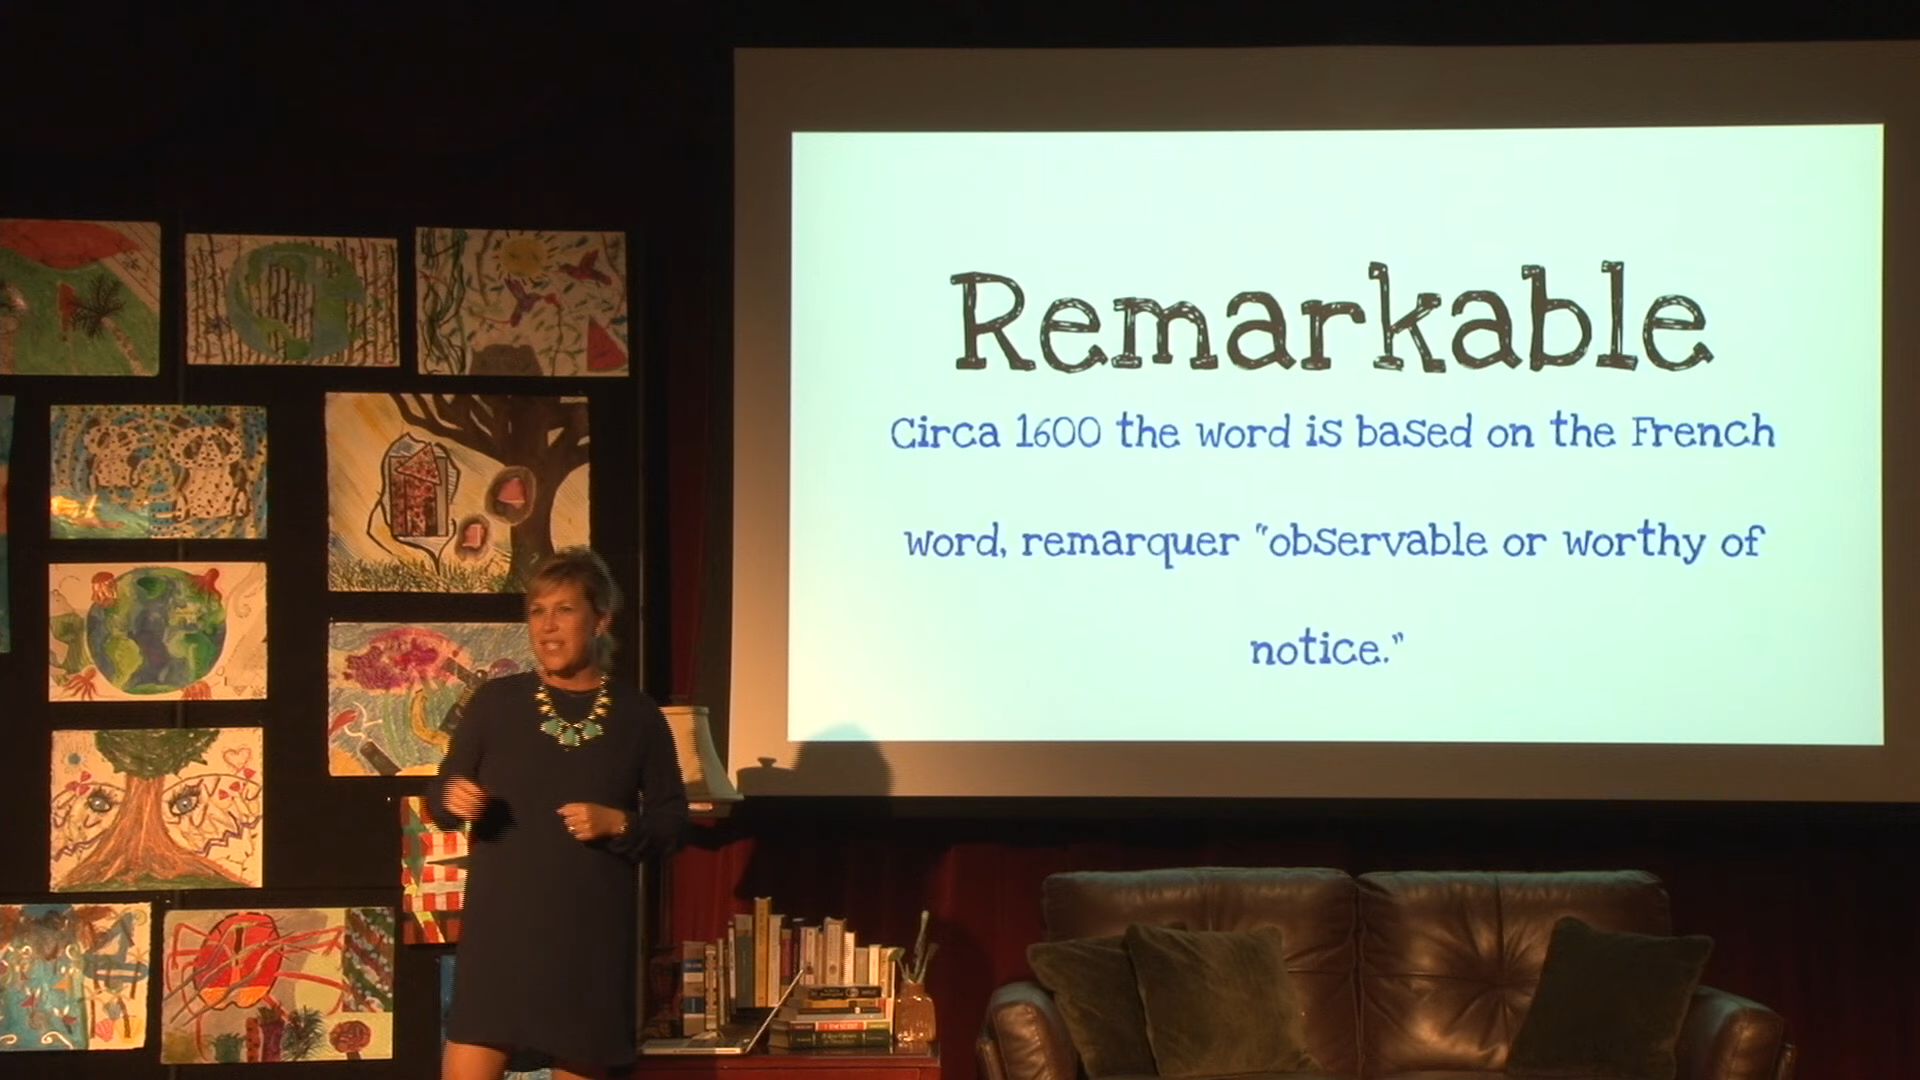 Remarkable
Circa 1600 the word is based on the French
word, remarquer "observable or worthy of
notice."